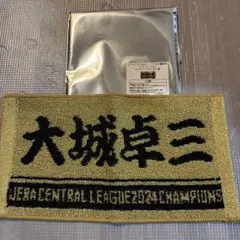 大城卓三
JERA CENTRAL LEAGUE 2024 CHAMPIONS